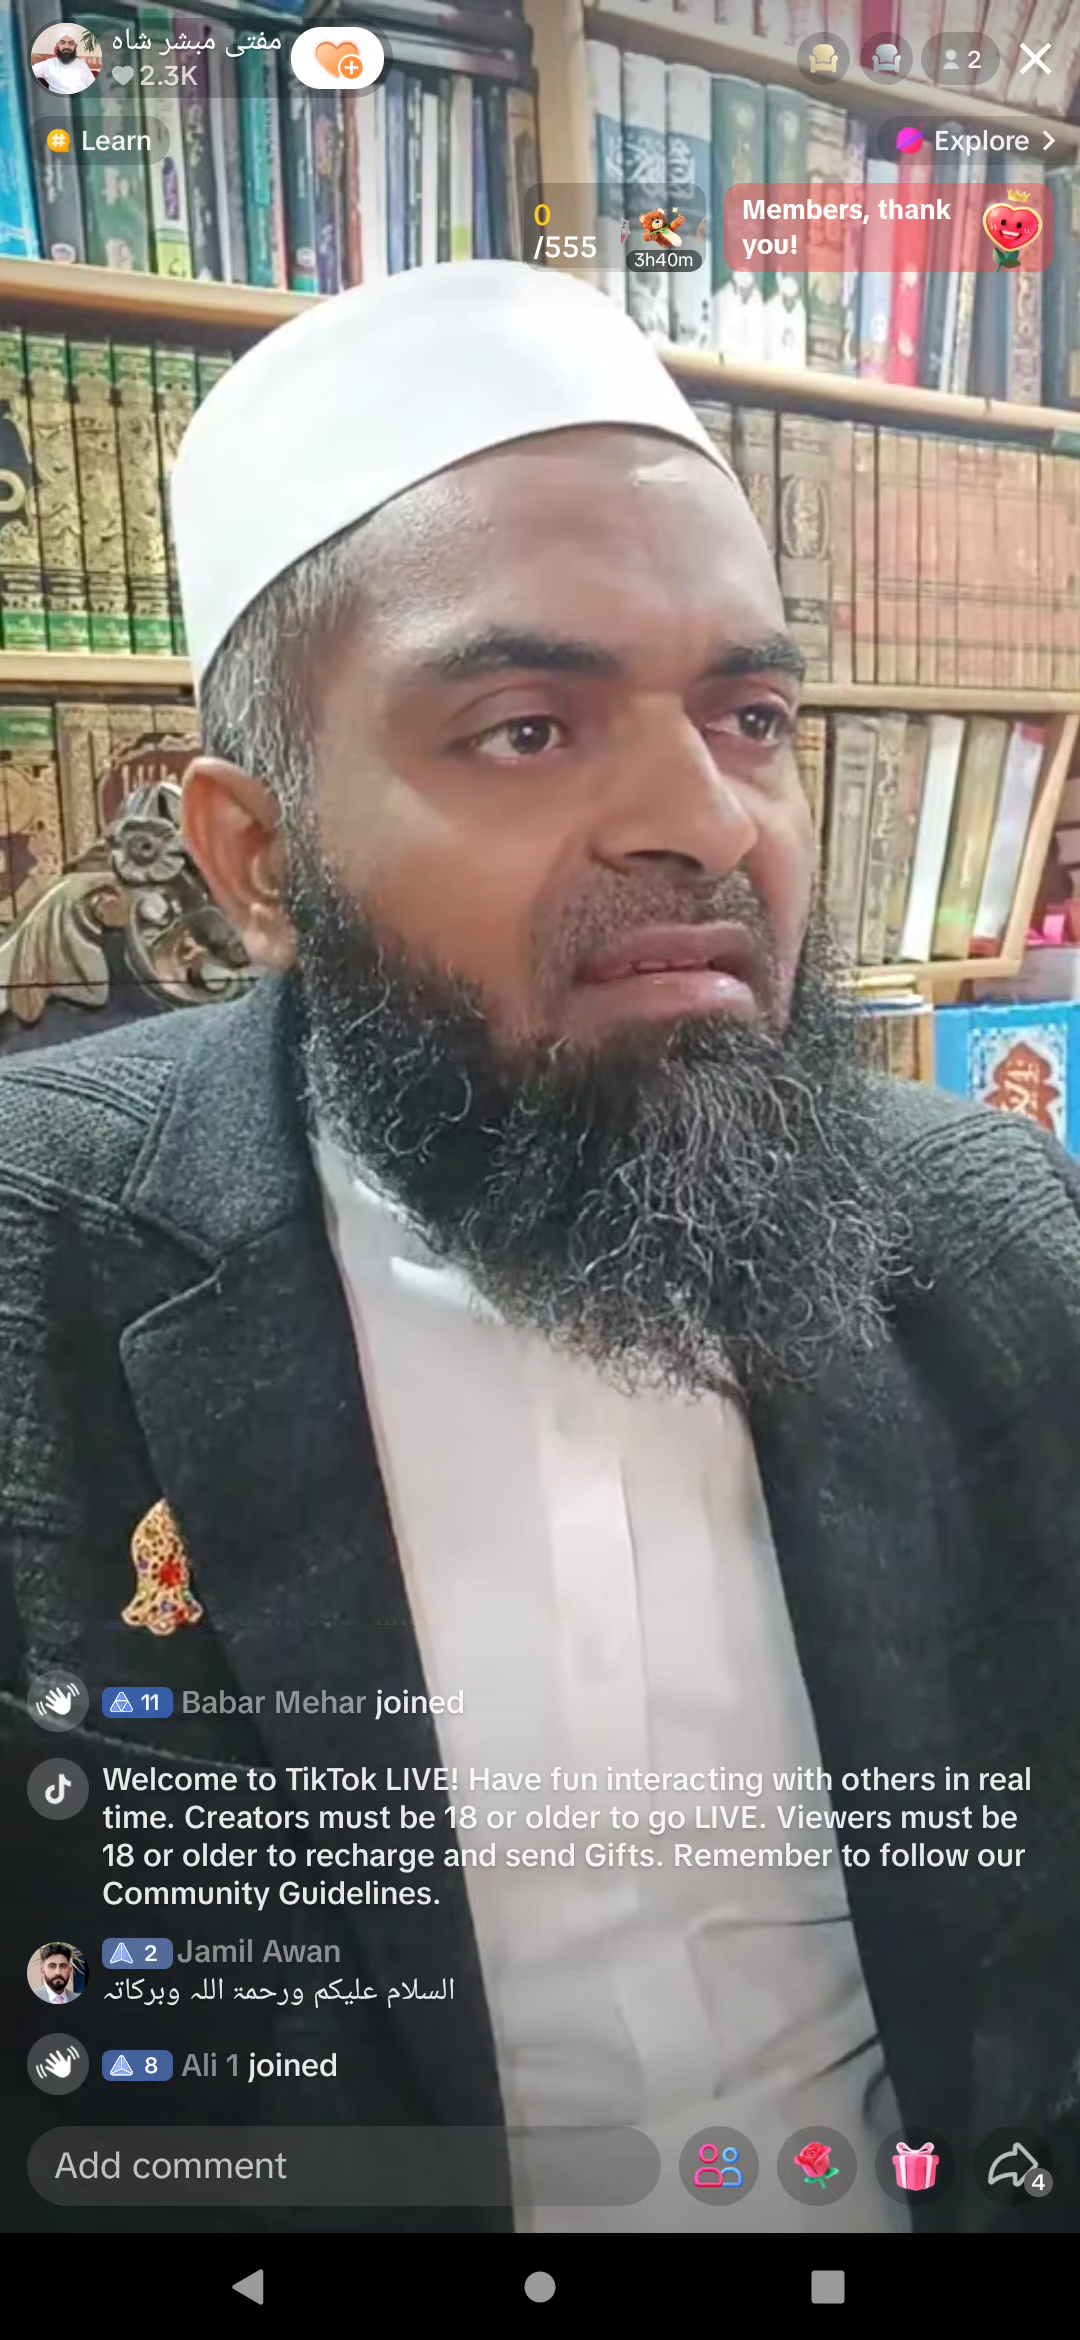 مفتی مبشر شاہ
2.3K
2
Learn
Explore
0
/555
3h40m
Members, thank
you!
11 Babar Mehar joined
Welcome to TikTok LIVE! Have fun interacting with others in real
time. Creators must be 18 or older to go LIVE. Viewers must be
18 or older to recharge and send Gifts. Remember to follow our
Community Guidelines.
2 Jamil Awan
السلام علیکم ورحمۃ اللہ وبرکاتہ
8 Ali 1 joined
Add comment
4